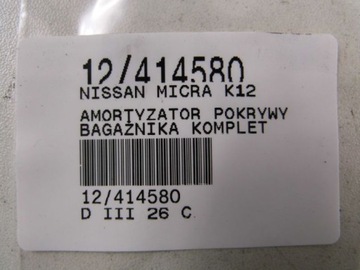 12/414580
NISSAN MICRA K12
AMORTYZATOR POKRYWY
BAGAŻNIKA KOMPLET
12/414580
D III 26 C